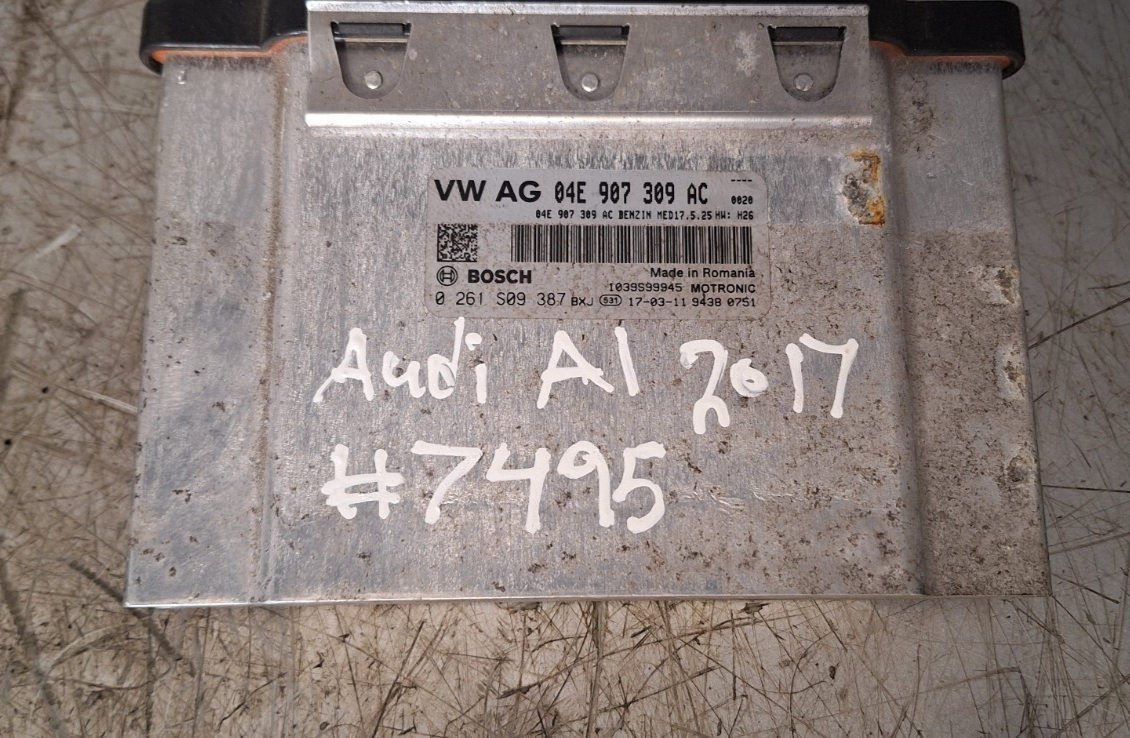 VW AG 04E 907 309 AC ----
0020
04E 907 309 AC BENZIN MED17.5.25 HW: H26
BOSCH Made in Romania
1039S99945 MOTRONIC
0 261 S09 387 BXJ 531 17-03-11 9438 0751
Audi A1 2017
#7495